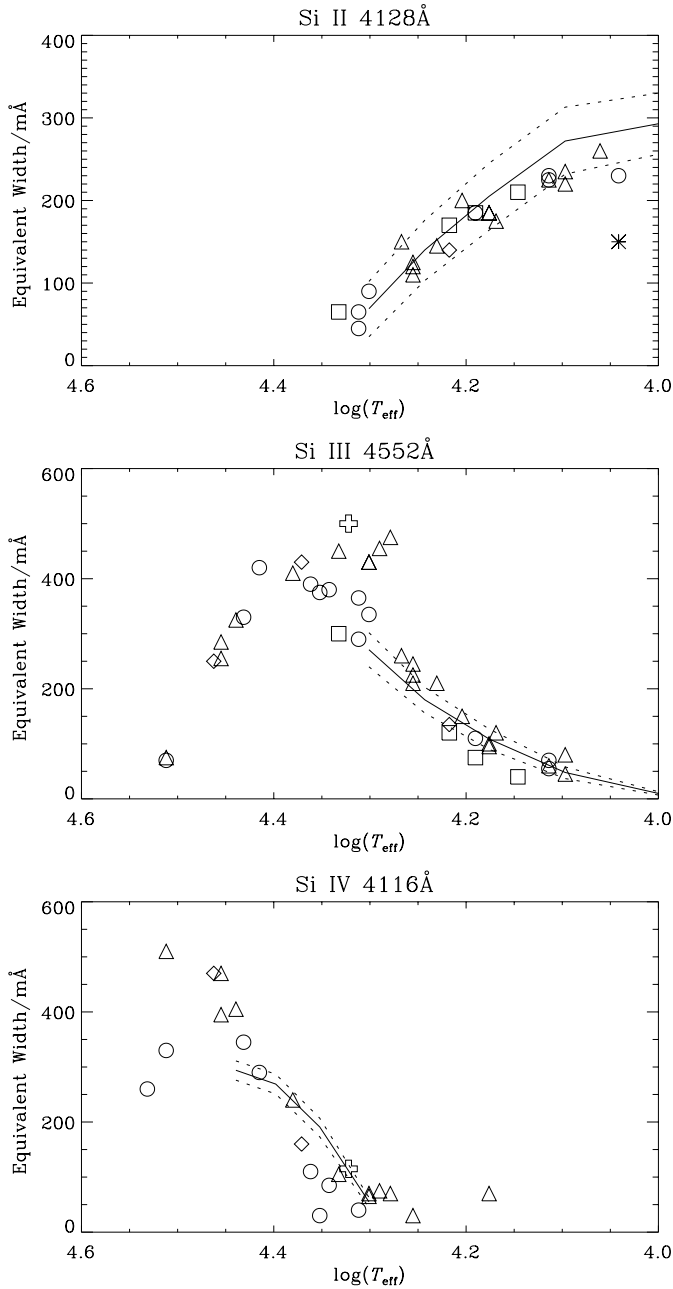 Si II 4128Å
400
300
200
100
0
Equivalent Width/mÅ
4.6 4.4 4.2 4.0
log(Teff)
Si III 4552Å
600
400
200
0
Equivalent Width/mÅ
4.6 4.4 4.2 4.0
log(Teff)
Si IV 4116Å
600
400
200
0
Equivalent Width/mÅ
4.6 4.4 4.2 4.0
log(Teff)